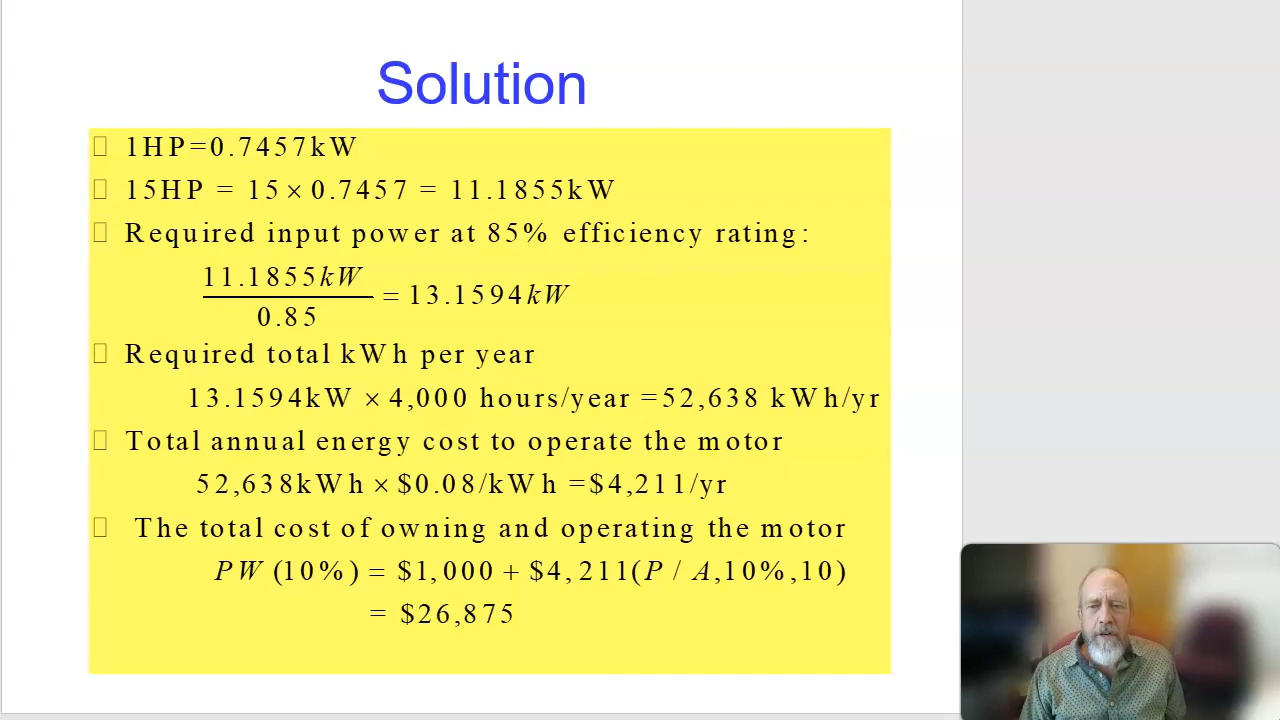 Solution
1HP=0.7457kW
15HP = 15 × 0.7457 = 11.1855kW
Required input power at 85% efficiency rating:
11.1855kW
= 13.1594kW
0.85
Required total kWh per year
13.1594kW × 4,000 hours/year =52,638 kWh/yr
Total annual energy cost to operate the motor
52,638kWh × $0.08/kWh =$4,211/yr
The total cost of owning and operating the motor
PW (10%) = $1,000 + $4,211(P / A,10%,10)
= $26,875